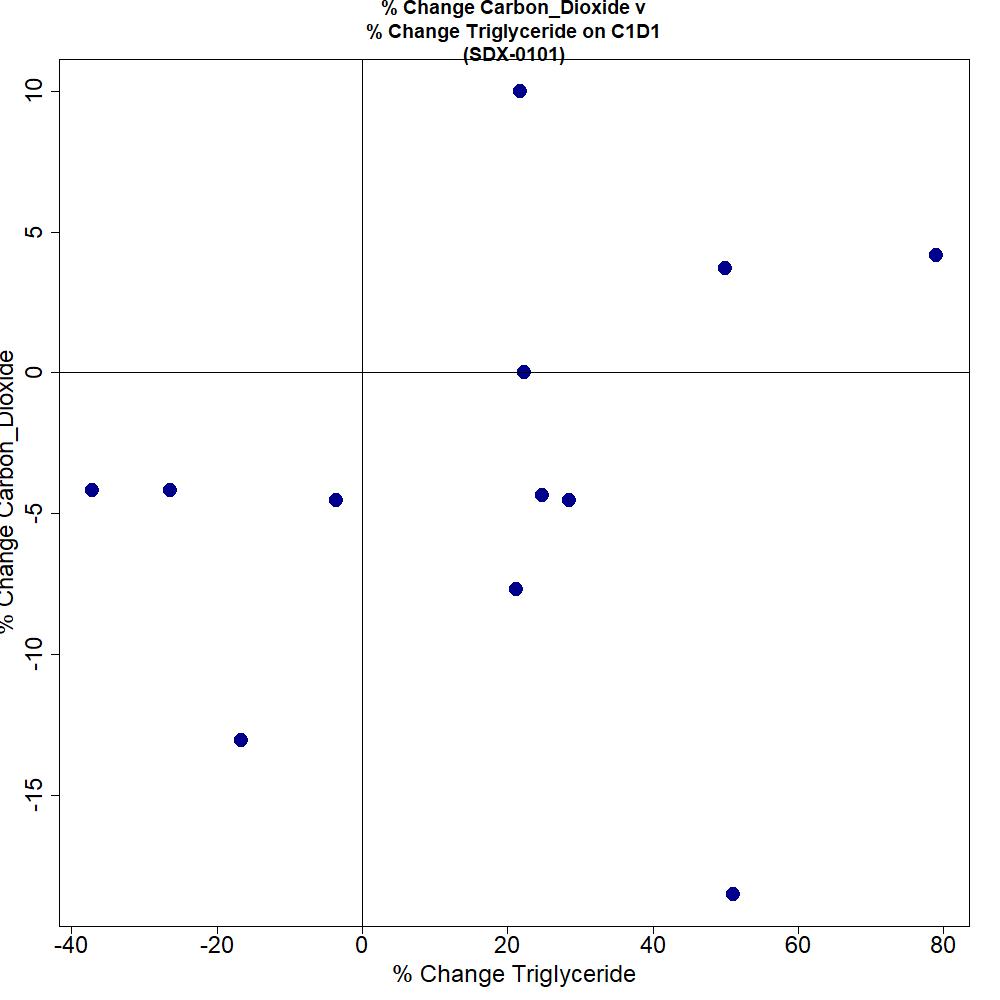 % Change Carbon_Dioxide v
% Change Triglyceride on C1D1
(SDX-0101)
10
5
0
-5
-10
-15
% Change Carbon_Dioxide
-40
-20
0
20
40
60
80
% Change Triglyceride